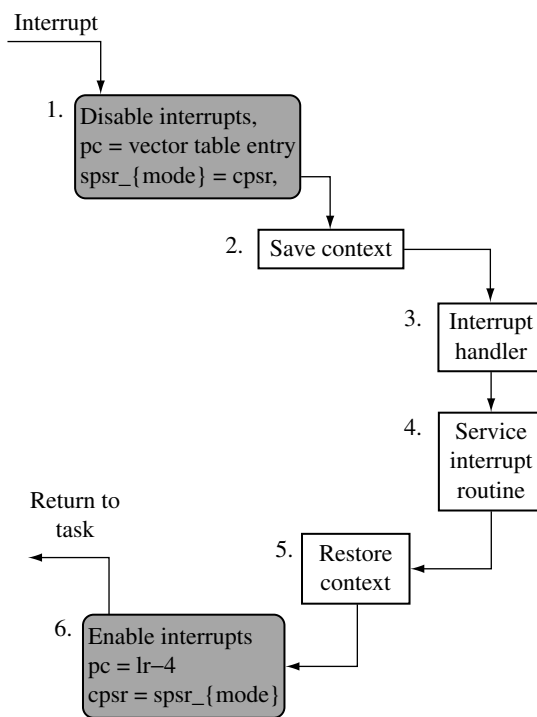 Interrupt
1.
Disable interrupts,
pc = vector table entry
spsr_{mode} = cpsr,
2.
Save context
3.
Interrupt
handler
4.
Service
interrupt
routine
5.
Restore
context
6.
Enable interrupts
pc = lr–4
cpsr = spsr_{mode}
Return to
task